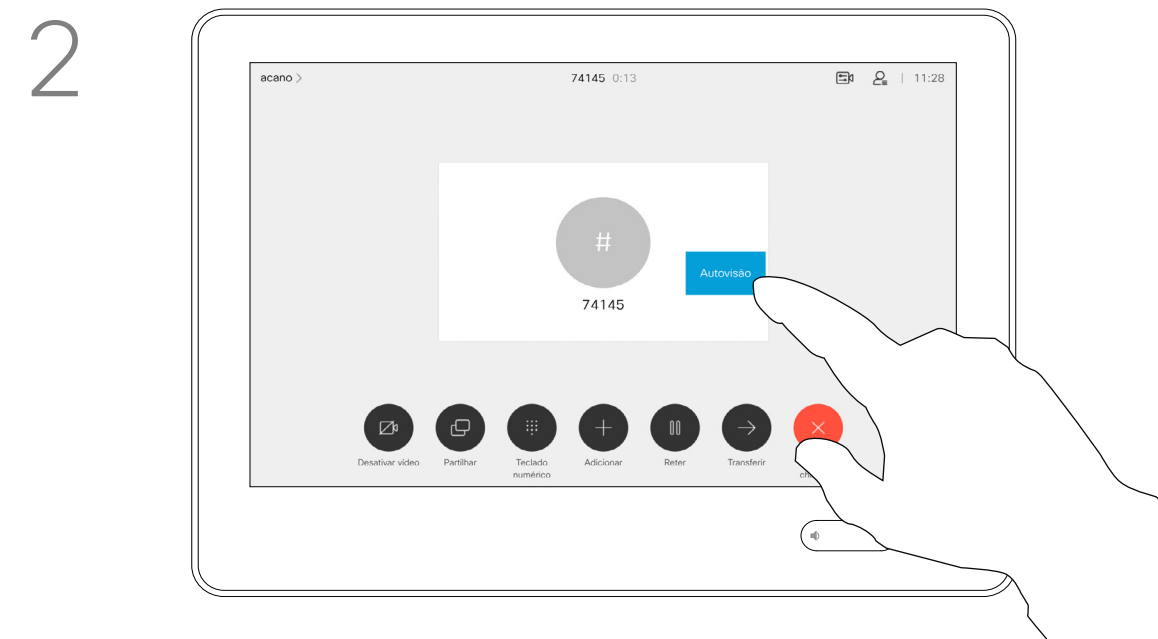 2
acano >
74145 0:13
11:28
#
Autovisão
74145
Desativar vídeo
Partilhar
Teclado
numérico
Adicionar
Reter
Transferir